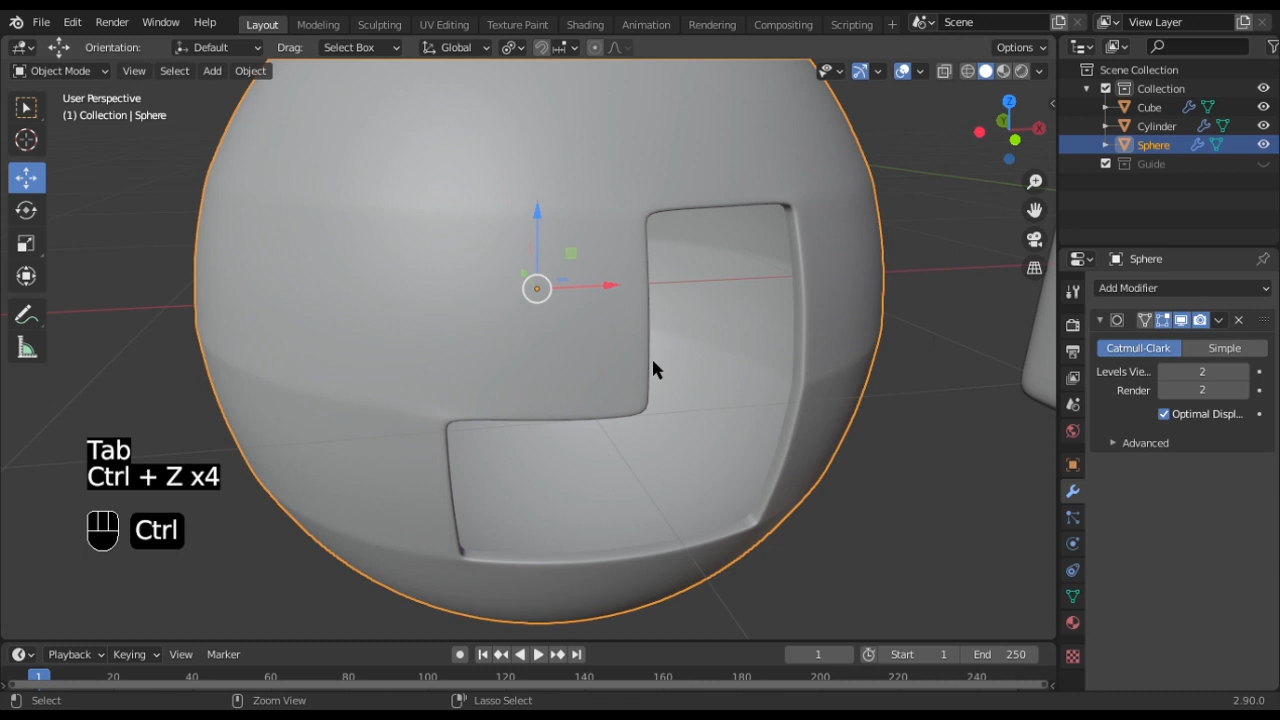 File Edit Render Window Help Layout Modeling Sculpting UV Editing Texture Paint Shading Animation Rendering Compositing Scripting + Scene View Layer
Orientation: Default Drag: Select Box Global Options
Object Mode View Select Add Object
User Perspective
(1) Collection | Sphere
Z
Y
X
Scene Collection
Collection
Cube
Cylinder
Sphere
Guide
Sphere
Add Modifier
Catmull-Clark Simple
Levels Vie... 2
Render 2
Optimal Displ...
Advanced
Tab
Ctrl + Z x4
Ctrl
Playback Keying View Marker 1 Start 1 End 250
1 20 40 60 80 100 120 140 160 180 200 220 240
Select Zoom View Lasso Select 2.90.0